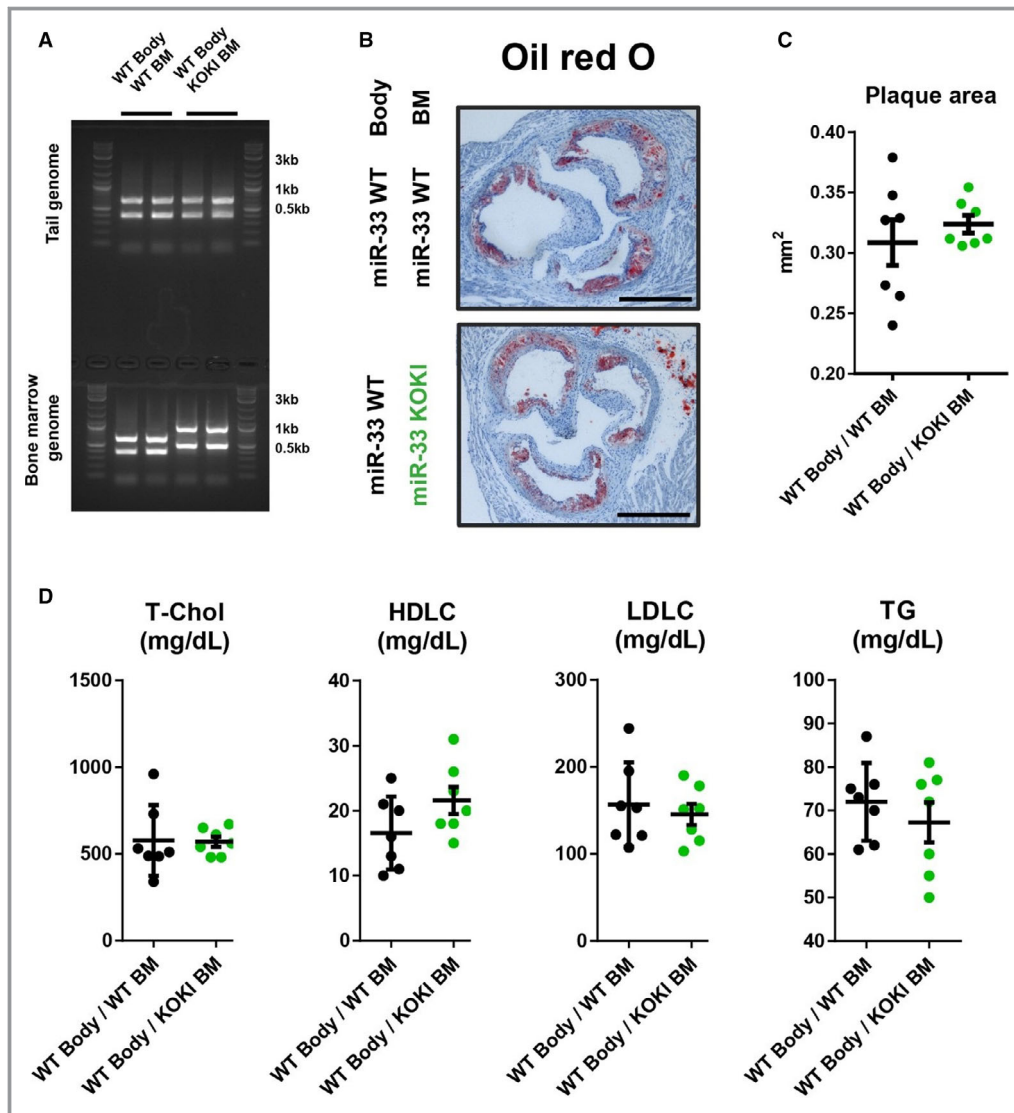 A
WT Body
WT BM
WT Body
KOKI BM
Tail genome
3kb
1kb
0.5kb
Bone marrow
genome
3kb
1kb
0.5kb
B
Oil red O
Body
BM
miR-33 WT
miR-33 WT
miR-33 WT
miR-33 KOKI
C
Plaque area
mm2
0.40
0.35
0.30
0.25
0.20
WT Body / WT BM
WT Body / KOKI BM
D
T-Chol
(mg/dL)
1500
1000
500
0
WT Body / WT BM
WT Body / KOKI BM
HDLC
(mg/dL)
40
30
20
10
0
WT Body / WT BM
WT Body / KOKI BM
LDLC
(mg/dL)
300
200
100
0
WT Body / WT BM
WT Body / KOKI BM
TG
(mg/dL)
100
90
80
70
60
50
40
WT Body / WT BM
WT Body / KOKI BM